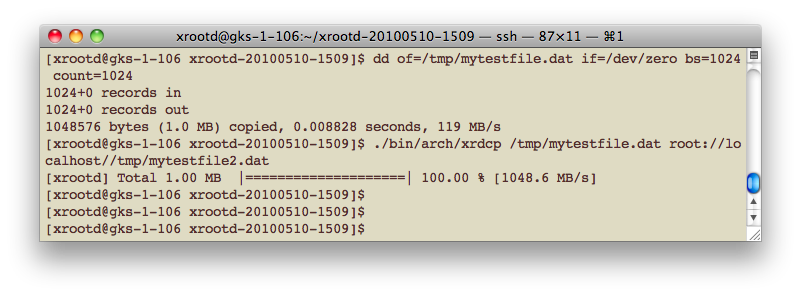 xrootd@gks-1-106:~/xrootd-20100510-1509 — ssh — 87×11 — ⌘1
[xrootd@gks-1-106 xrootd-20100510-1509]$ dd of=/tmp/mytestfile.dat if=/dev/zero bs=1024
 count=1024
1024+0 records in
1024+0 records out
1048576 bytes (1.0 MB) copied, 0.008828 seconds, 119 MB/s
[xrootd@gks-1-106 xrootd-20100510-1509]$ ./bin/arch/xrdcp /tmp/mytestfile.dat root://lo
calhost//tmp/mytestfile2.dat
[xrootd] Total 1.00 MB  |====================| 100.00 % [1048.6 MB/s]
[xrootd@gks-1-106 xrootd-20100510-1509]$
[xrootd@gks-1-106 xrootd-20100510-1509]$
[xrootd@gks-1-106 xrootd-20100510-1509]$